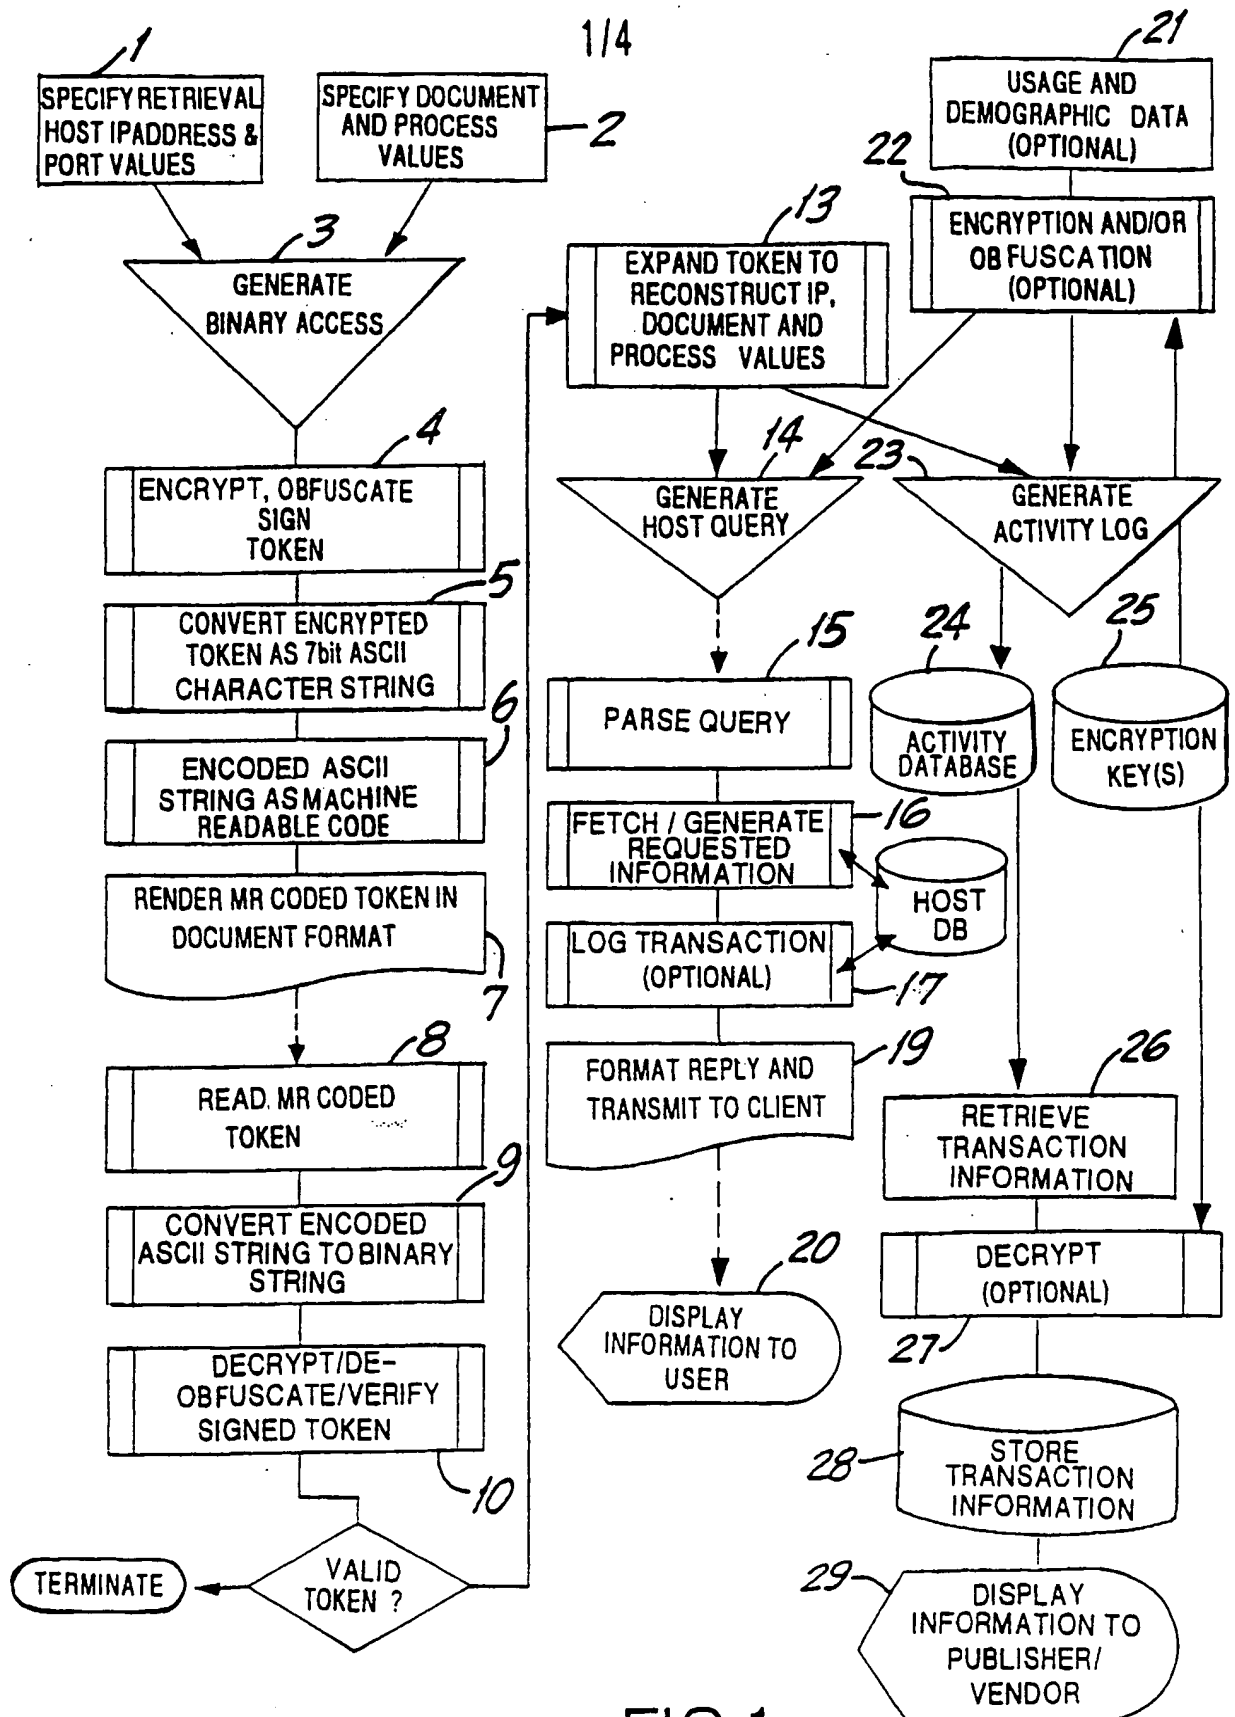 1/4
1
SPECIFY RETRIEVAL
HOST IPADDRESS &
PORT VALUES
SPECIFY DOCUMENT
AND PROCESS
VALUES
2
3
GENERATE
BINARY ACCESS
4
ENCRYPT, OBFUSCATE
SIGN
TOKEN
5
CONVERT ENCRYPTED
TOKEN AS 7bit ASCII
CHARACTER STRING
6
ENCODED ASCII
STRING AS MACHINE
READABLE CODE
RENDER MR CODED TOKEN IN
DOCUMENT FORMAT
7
8
READ. MR CODED
TOKEN
9
CONVERT ENCODED
ASCII STRING TO BINARY
STRING
DECRYPT/DE-
OBFUSCATE/VERIFY
SIGNED TOKEN
10
VALID
TOKEN ?
TERMINATE
13
EXPAND TOKEN TO
RECONSTRUCT IP,
DOCUMENT AND
PROCESS VALUES
14
GENERATE
HOST QUERY
15
PARSE QUERY
16
FETCH / GENERATE
REQUESTED
INFORMATION
HOST
DB
LOG TRANSACTION
(OPTIONAL)
17
19
FORMAT REPLY AND
TRANSMIT TO CLIENT
20
DISPLAY
INFORMATION TO
USER
21
USAGE AND
DEMOGRAPHIC DATA
(OPTIONAL)
22
ENCRYPTION AND/OR
OBFUSCATION
(OPTIONAL)
23
GENERATE
ACTIVITY LOG
24
ACTIVITY
DATABASE
25
ENCRYPTION
KEY(S)
26
RETRIEVE
TRANSACTION
INFORMATION
DECRYPT
(OPTIONAL)
27
28
STORE
TRANSACTION
INFORMATION
29
DISPLAY
INFORMATION TO
PUBLISHER/
VENDOR
FIG 1